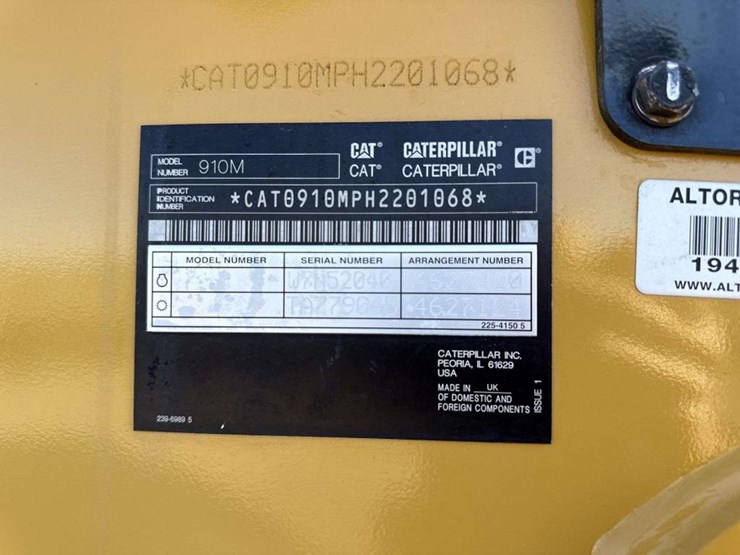 *CAT0910MPH2201068*
CAT® CATERPILLAR®
MODEL NUMBER 910M CAT® CATERPILLAR®
PRODUCT IDENTIFICATION NUMBER *CAT0910MPH2201068*
MODEL NUMBER SERIAL NUMBER ARRANGEMENT NUMBER
225-4150 5
CATERPILLAR INC.
PEORIA, IL 61629
USA
MADE IN UK
OF DOMESTIC AND
FOREIGN COMPONENTS
ISSUE 1
239-6989 5
ALTOR
194
WWW.ALT